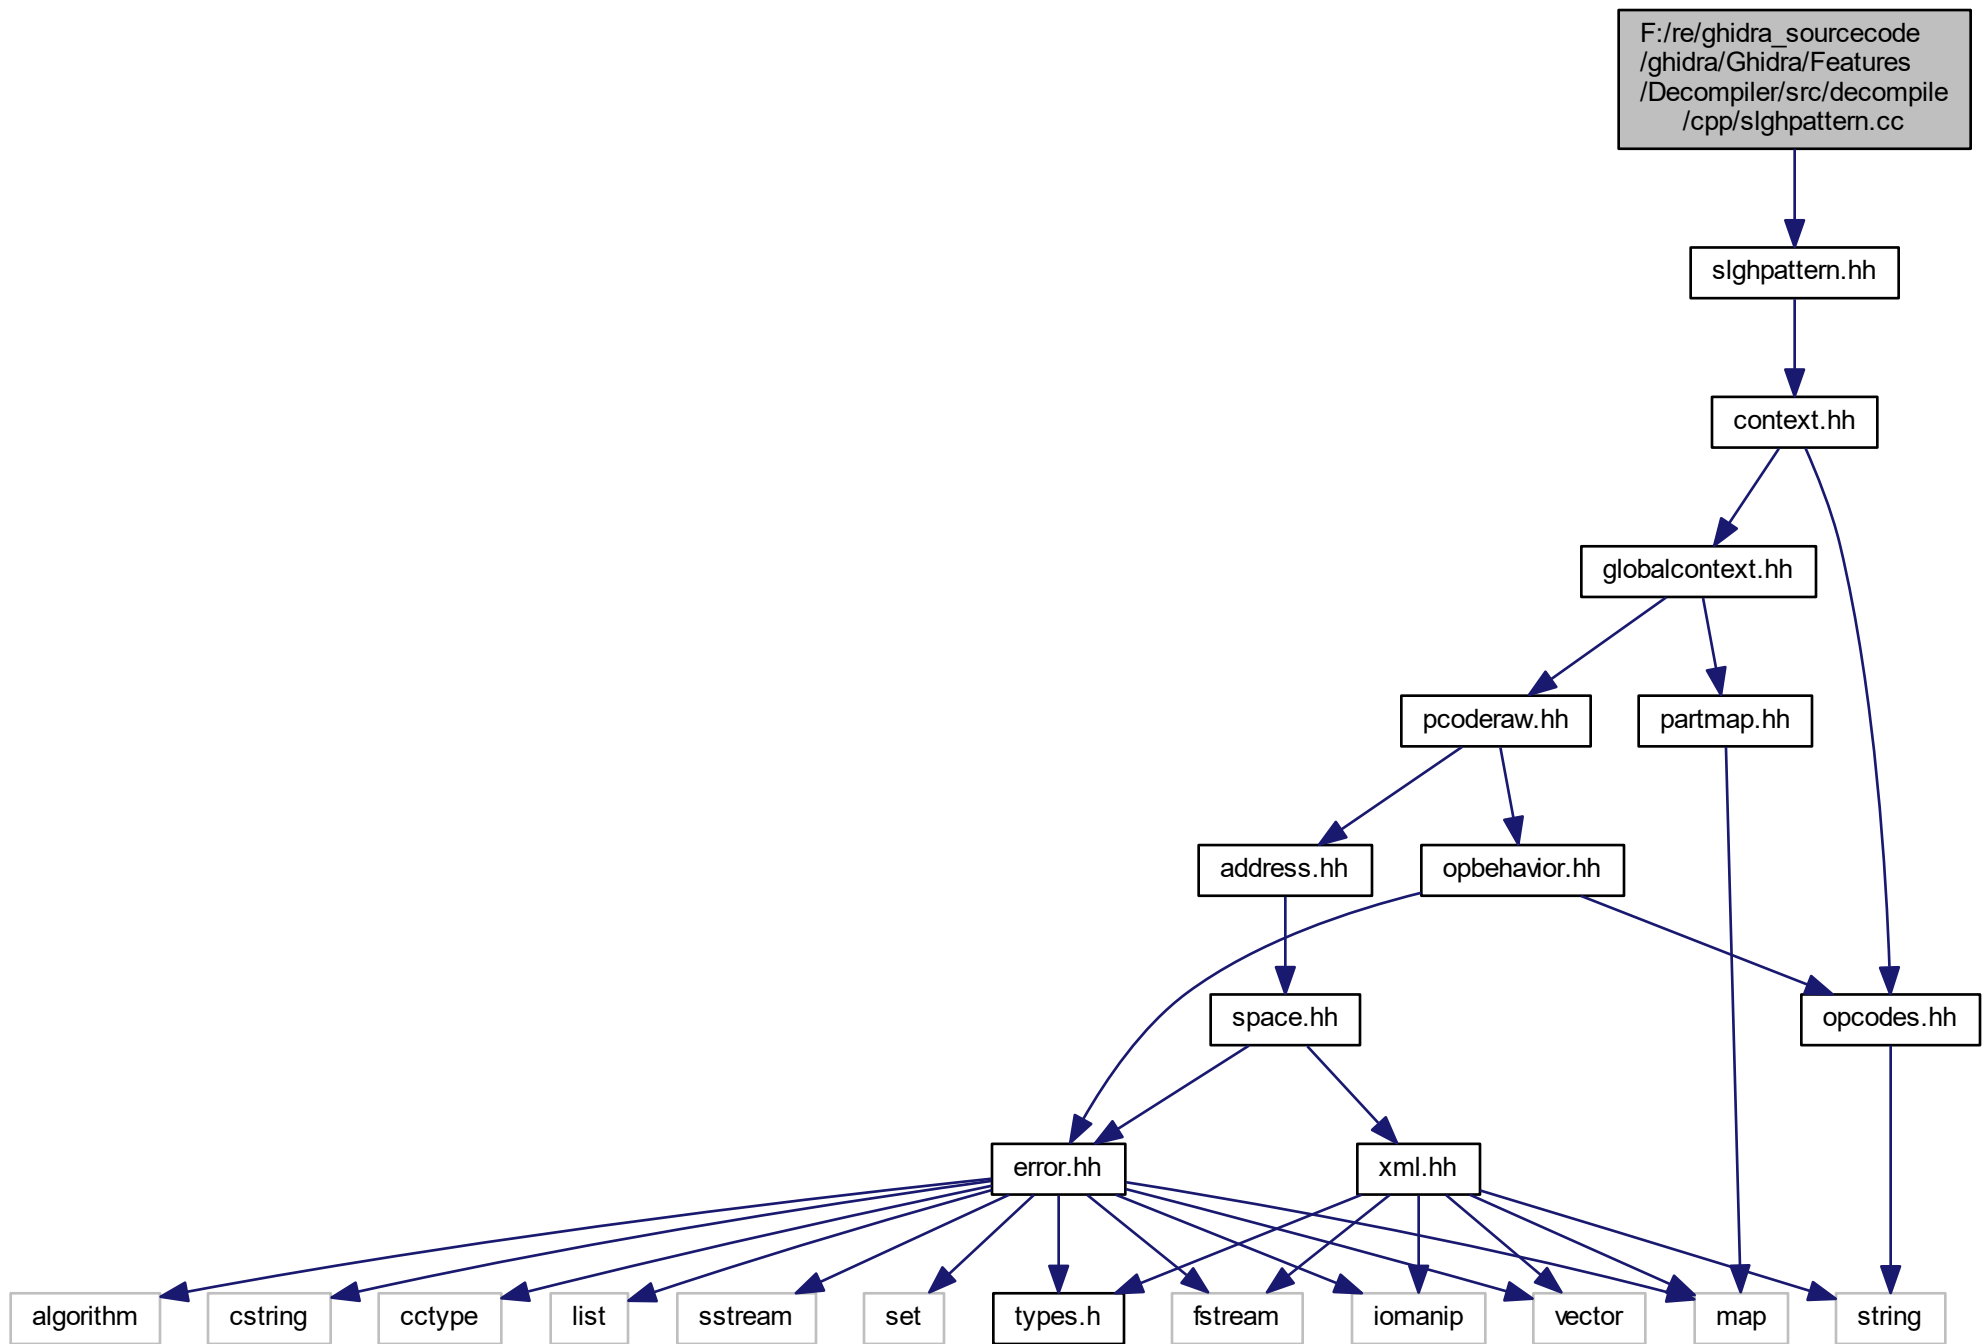 F:/re/ghidra_sourcecode
/ghidra/Ghidra/Features
/Decompiler/src/decompile
/cpp/slghpattern.cc
slghpattern.hh
context.hh
globalcontext.hh
pcoderaw.hh
partmap.hh
address.hh
opbehavior.hh
space.hh
opcodes.hh
error.hh
xml.hh
algorithm
cstring
cctype
list
sstream
set
types.h
fstream
iomanip
vector
map
string